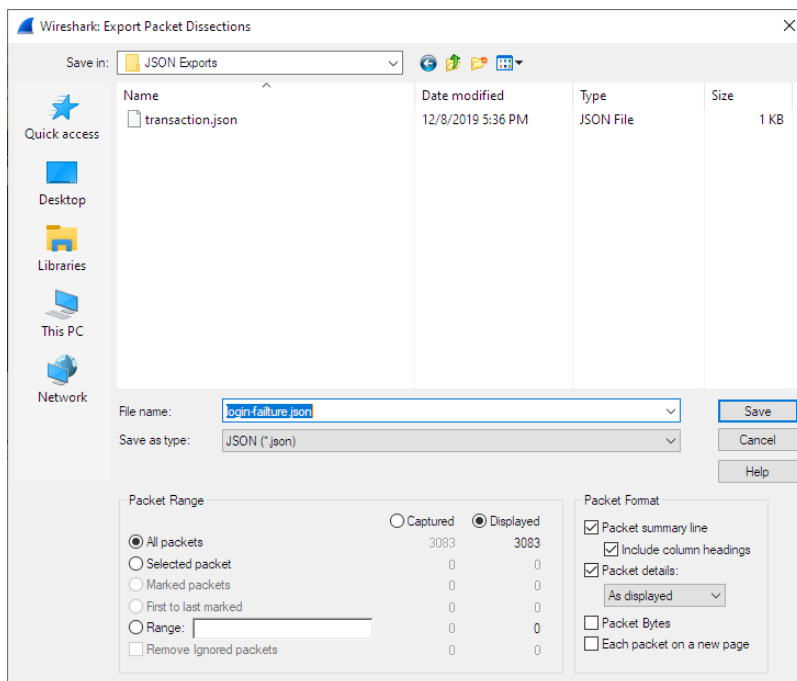 Wireshark: Export Packet Dissections
Save in: JSON Exports
Name Date modified Type Size
transaction.json 12/8/2019 5:36 PM JSON File 1 KB
Quick access
Desktop
Libraries
This PC
Network
File name: login-failture.json Save
Save as type: JSON (*.json) Cancel
Help
Packet Range Packet Format
Captured Displayed Packet summary line
All packets 3083 3083 Include column headings
Selected packet 0 0 Packet details:
Marked packets 0 0 As displayed
First to last marked 0 0
Range: 0 0 Packet Bytes
Remove Ignored packets 0 0 Each packet on a new page